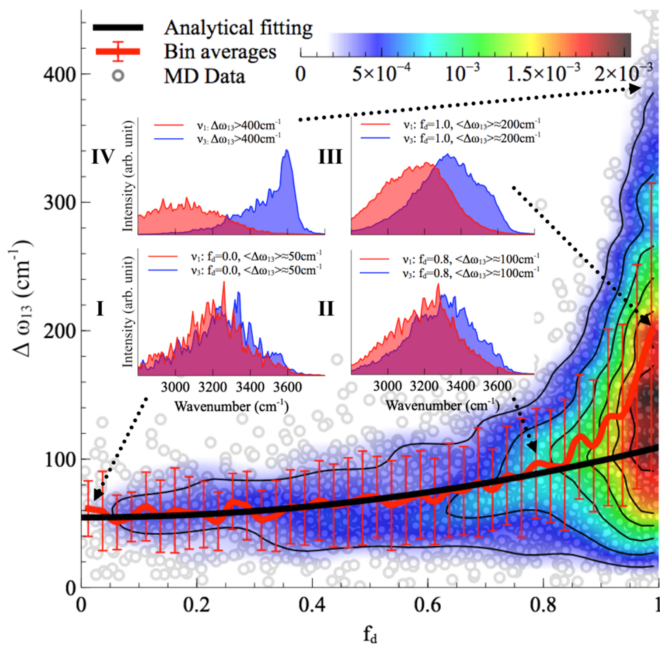 Analytical fitting
Bin averages
MD Data
0 5×10⁻⁴ 10⁻³ 1.5×10⁻³ 2×10⁻³
400
300
200
100
0
Δ ω₁₃ (cm⁻¹)
IV
Intensity (arb. unit)
ν₁: Δω₁₃>400cm⁻¹
ν₃: Δω₁₃>400cm⁻¹
III
ν₁: f_d=1.0, <Δω₁₃>≈200cm⁻¹
ν₃: f_d=1.0, <Δω₁₃>≈200cm⁻¹
I
Intensity (arb. unit)
ν₁: f_d=0.0, <Δω₁₃>≈50cm⁻¹
ν₃: f_d=0.0, <Δω₁₃>≈50cm⁻¹
3000 3200 3400 3600
Wavenumber (cm⁻¹)
II
ν₁: f_d=0.8, <Δω₁₃>≈100cm⁻¹
ν₃: f_d=0.8, <Δω₁₃>≈100cm⁻¹
3000 3200 3400 3600
Wavenumber (cm⁻¹)
0 0.2 0.4 0.6 0.8 1
f_d